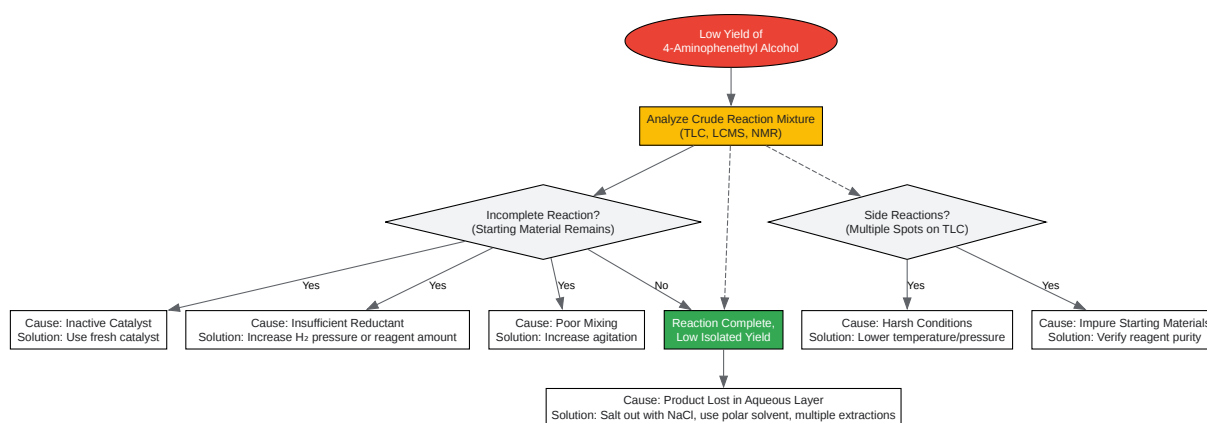 Low Yield of
4-Aminophenethyl Alcohol
Analyze Crude Reaction Mixture
(TLC, LCMS, NMR)
Incomplete Reaction?
(Starting Material Remains)
Side Reactions?
(Multiple Spots on TLC)
Yes
Yes
Yes
No
Yes
Yes
Cause: Inactive Catalyst
Solution: Use fresh catalyst
Cause: Insufficient Reductant
Solution: Increase H₂ pressure or reagent amount
Cause: Poor Mixing
Solution: Increase agitation
Reaction Complete,
Low Isolated Yield
Cause: Harsh Conditions
Solution: Lower temperature/pressure
Cause: Impure Starting Materials
Solution: Verify reagent purity
Cause: Product Lost in Aqueous Layer
Solution: Salt out with NaCl, use polar solvent, multiple extractions